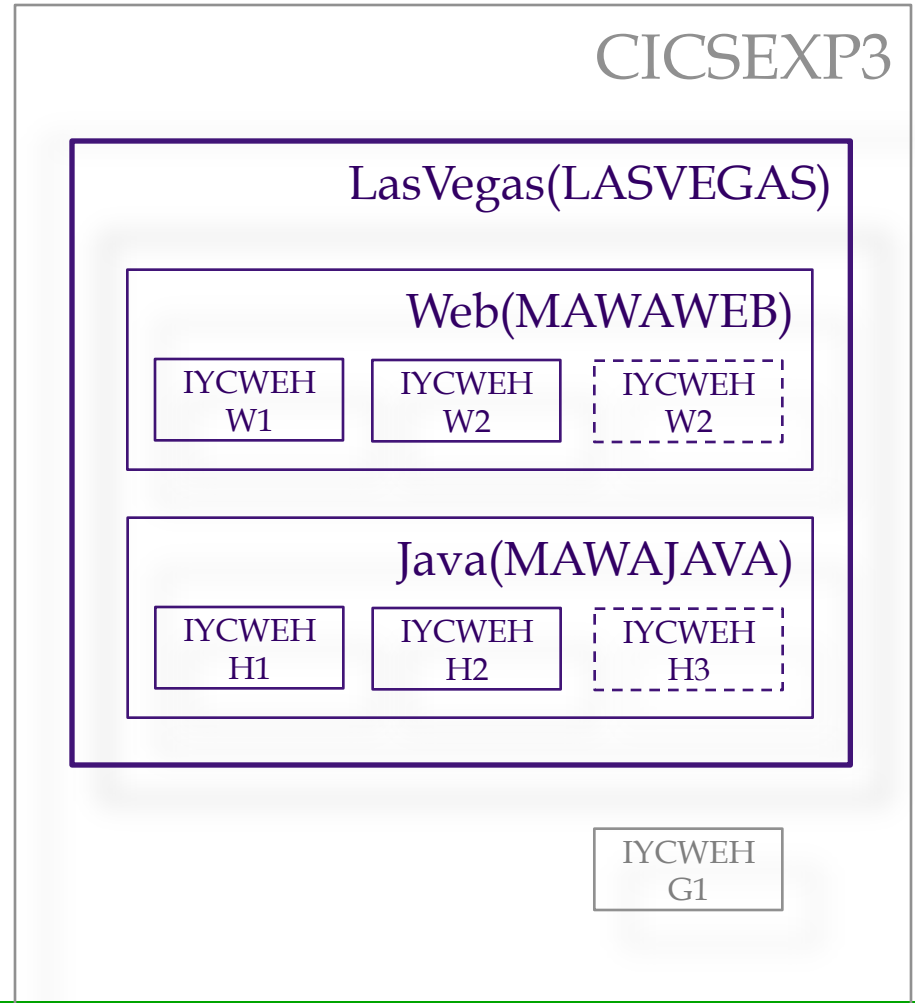 CICSEXP3
LasVegas(LASVEGAS)
Web(MAWAWEB)
IYCWEH
W1
IYCWEH
W2
IYCWEH
W2
Java(MAWAJAVA)
IYCWEH
H1
IYCWEH
H2
IYCWEH
H3
IYCWEH
G1